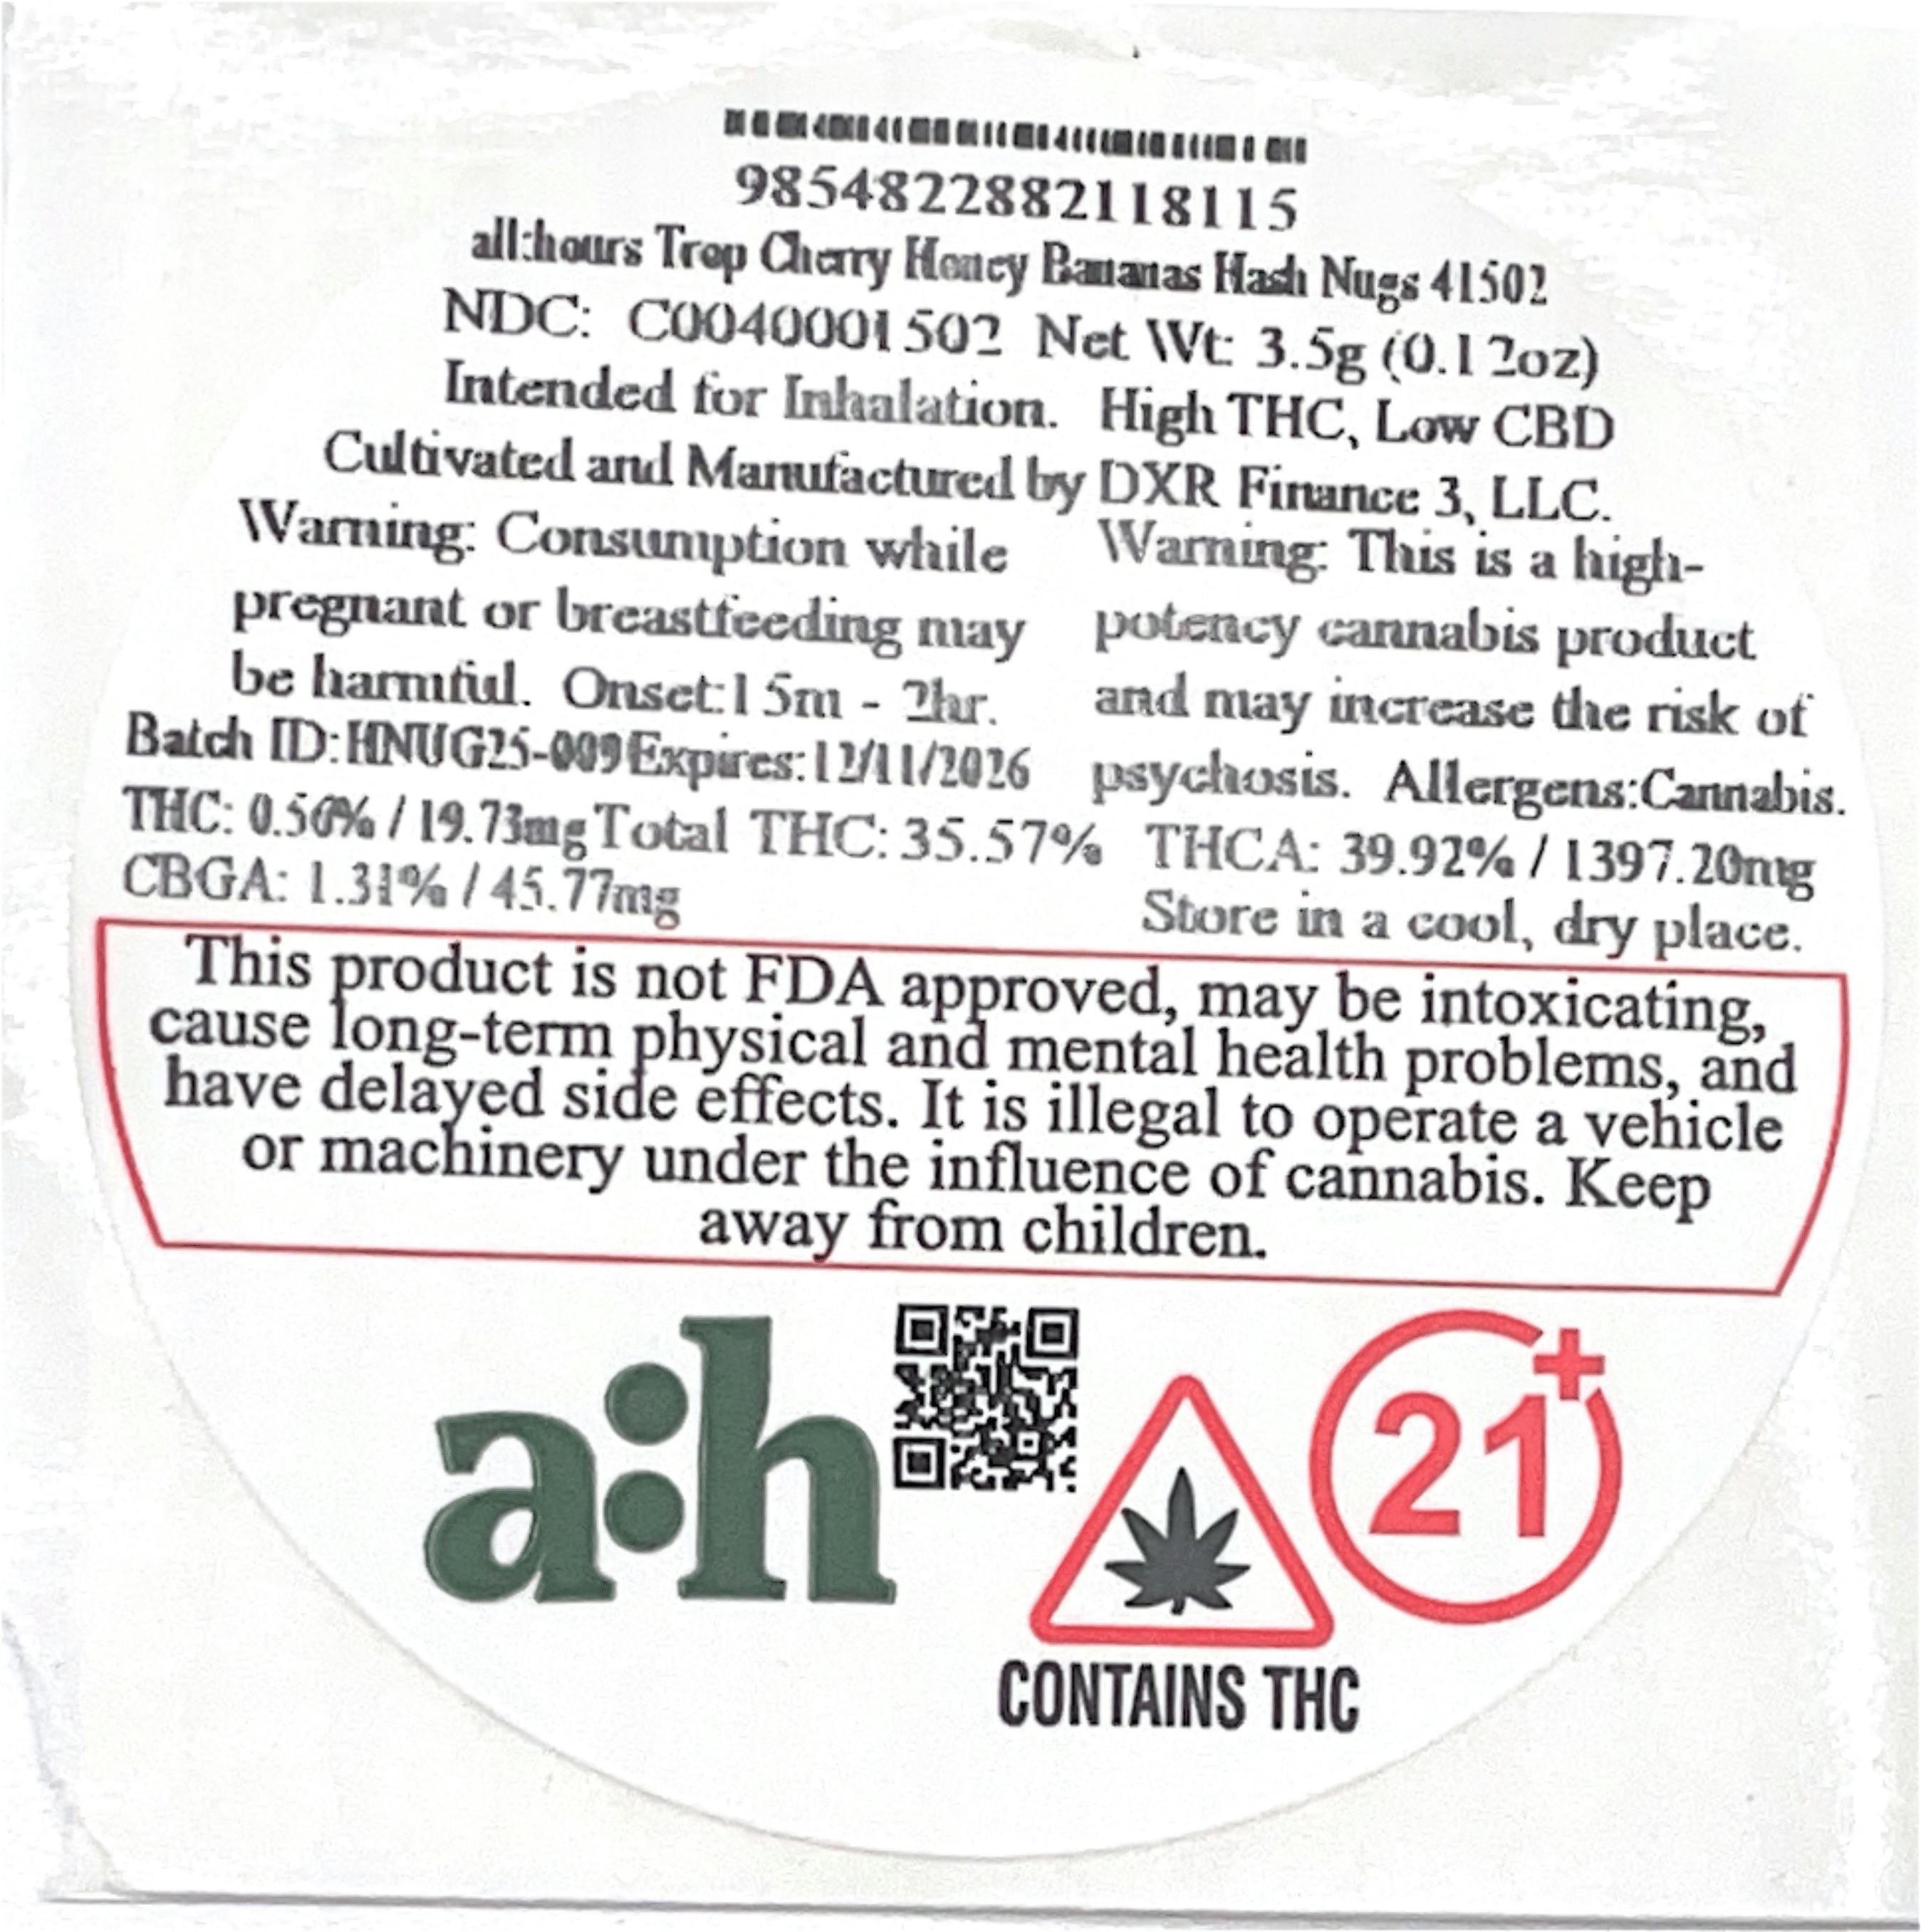 9854822882118115
all:hours Trop Cherry Honey Bananas Hash Nugs 41502
NDC: C0040001502 Net Wt: 3.5g (0.12oz)
Intended for Inhalation. High THC, Low CBD
Cultivated and Manufactured by DXR Finance 3, LLC.
Warning: Consumption while
pregnant or breastfeeding may
be harmful. Onset:15m - 2hr.
Warning: This is a high-
potency cannabis product
and may increase the risk of
psychosis. Allergens:Cannabis.
Batch ID:HNUG25-009 Expires:12/11/2026
THC: 0.56% / 19.73mg Total THC: 35.57% THCA: 39.92% / 1397.20mg
CBGA: 1.31% / 45.77mg
Store in a cool, dry place.
This product is not FDA approved, may be intoxicating,
cause long-term physical and mental health problems, and
have delayed side effects. It is illegal to operate a vehicle
or machinery under the influence of cannabis. Keep
away from children.
a:h
21+
CONTAINS THC